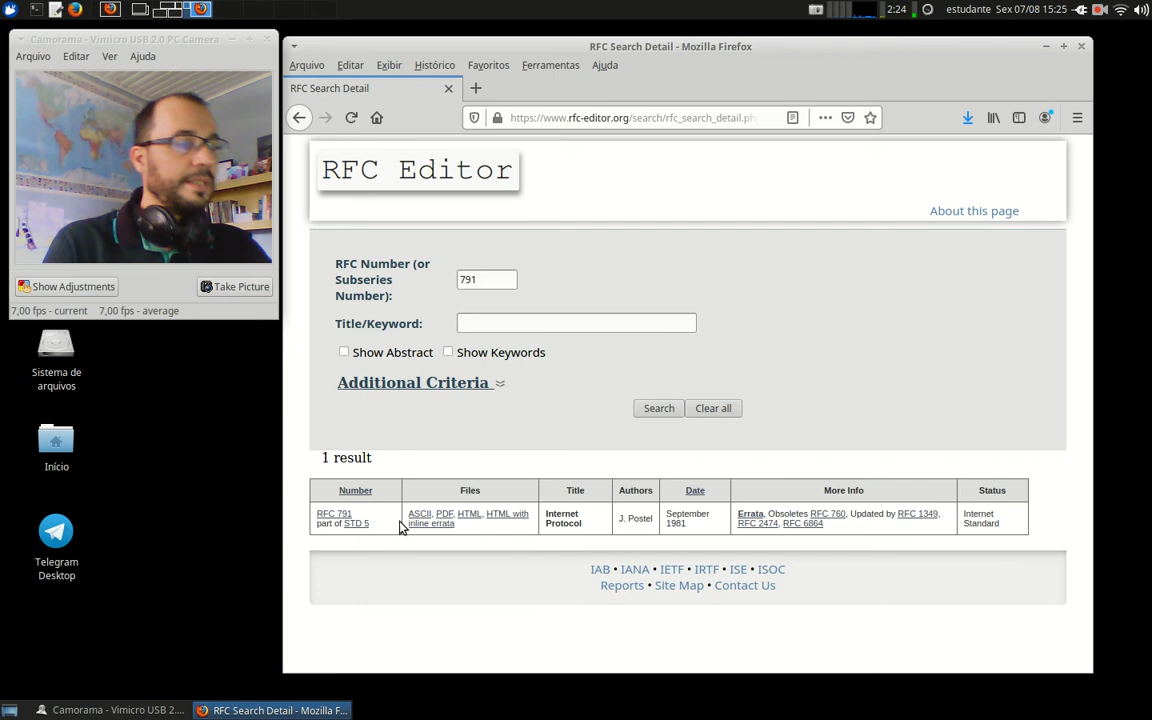 2:24
estudante Sex 07/08 15:25
Camorama - Vimicro USB 2.0 PC Camera
Arquivo Editar Ver Ajuda
Show Adjustments
Take Picture
7,00 fps - current 7,00 fps - average
Sistema de
arquivos
Início
Telegram
Desktop
RFC Search Detail - Mozilla Firefox
Arquivo Editar Exibir Histórico Favoritos Ferramentas Ajuda
RFC Search Detail
https://www.rfc-editor.org/search/rfc_search_detail.ph
RFC Editor
About this page
RFC Number (or
Subseries
Number):
791
Title/Keyword:
Show Abstract Show Keywords
Additional Criteria
Search Clear all
1 result
Number Files Title Authors Date More Info Status
RFC 791
part of STD 5
ASCII, PDF, HTML, HTML with
inline errata
Internet
Protocol
J. Postel
September
1981
Errata, Obsoletes RFC 760, Updated by RFC 1349,
RFC 2474, RFC 6864
Internet
Standard
IAB • IANA • IETF • IRTF • ISE • ISOC
Reports • Site Map • Contact Us
Camorama - Vimicro USB 2....
RFC Search Detail - Mozilla F...